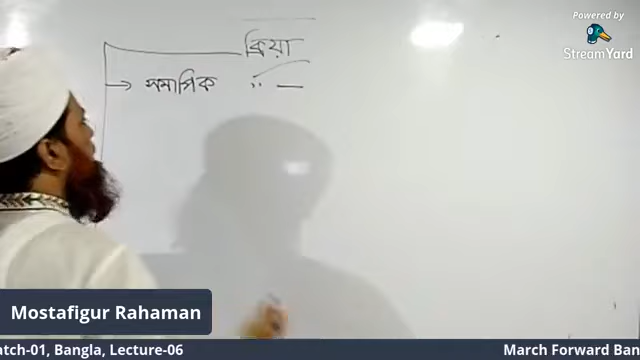 Powered by
StreamYard
ক্রিয়া
→ সমাপিক " —
Mostafigur Rahaman
atch-01, Bangla, Lecture-06
March Forward Ban